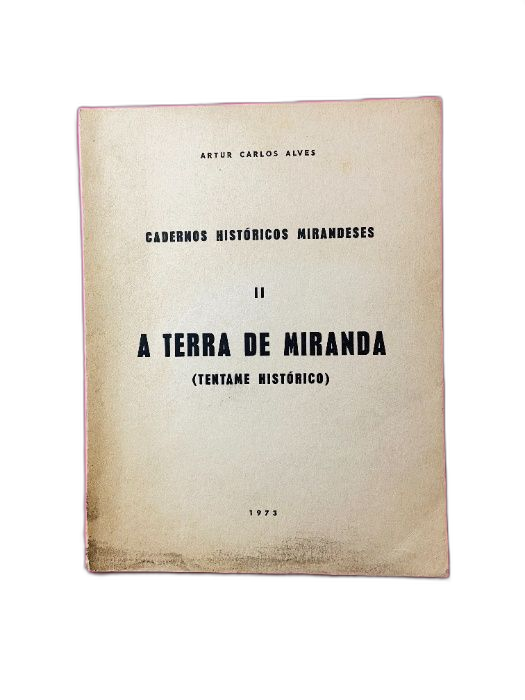 ARTUR CARLOS ALVES
CADERNOS HISTÓRICOS MIRANDESES
II
A TERRA DE MIRANDA
(TENTAME HISTÓRICO)
1973